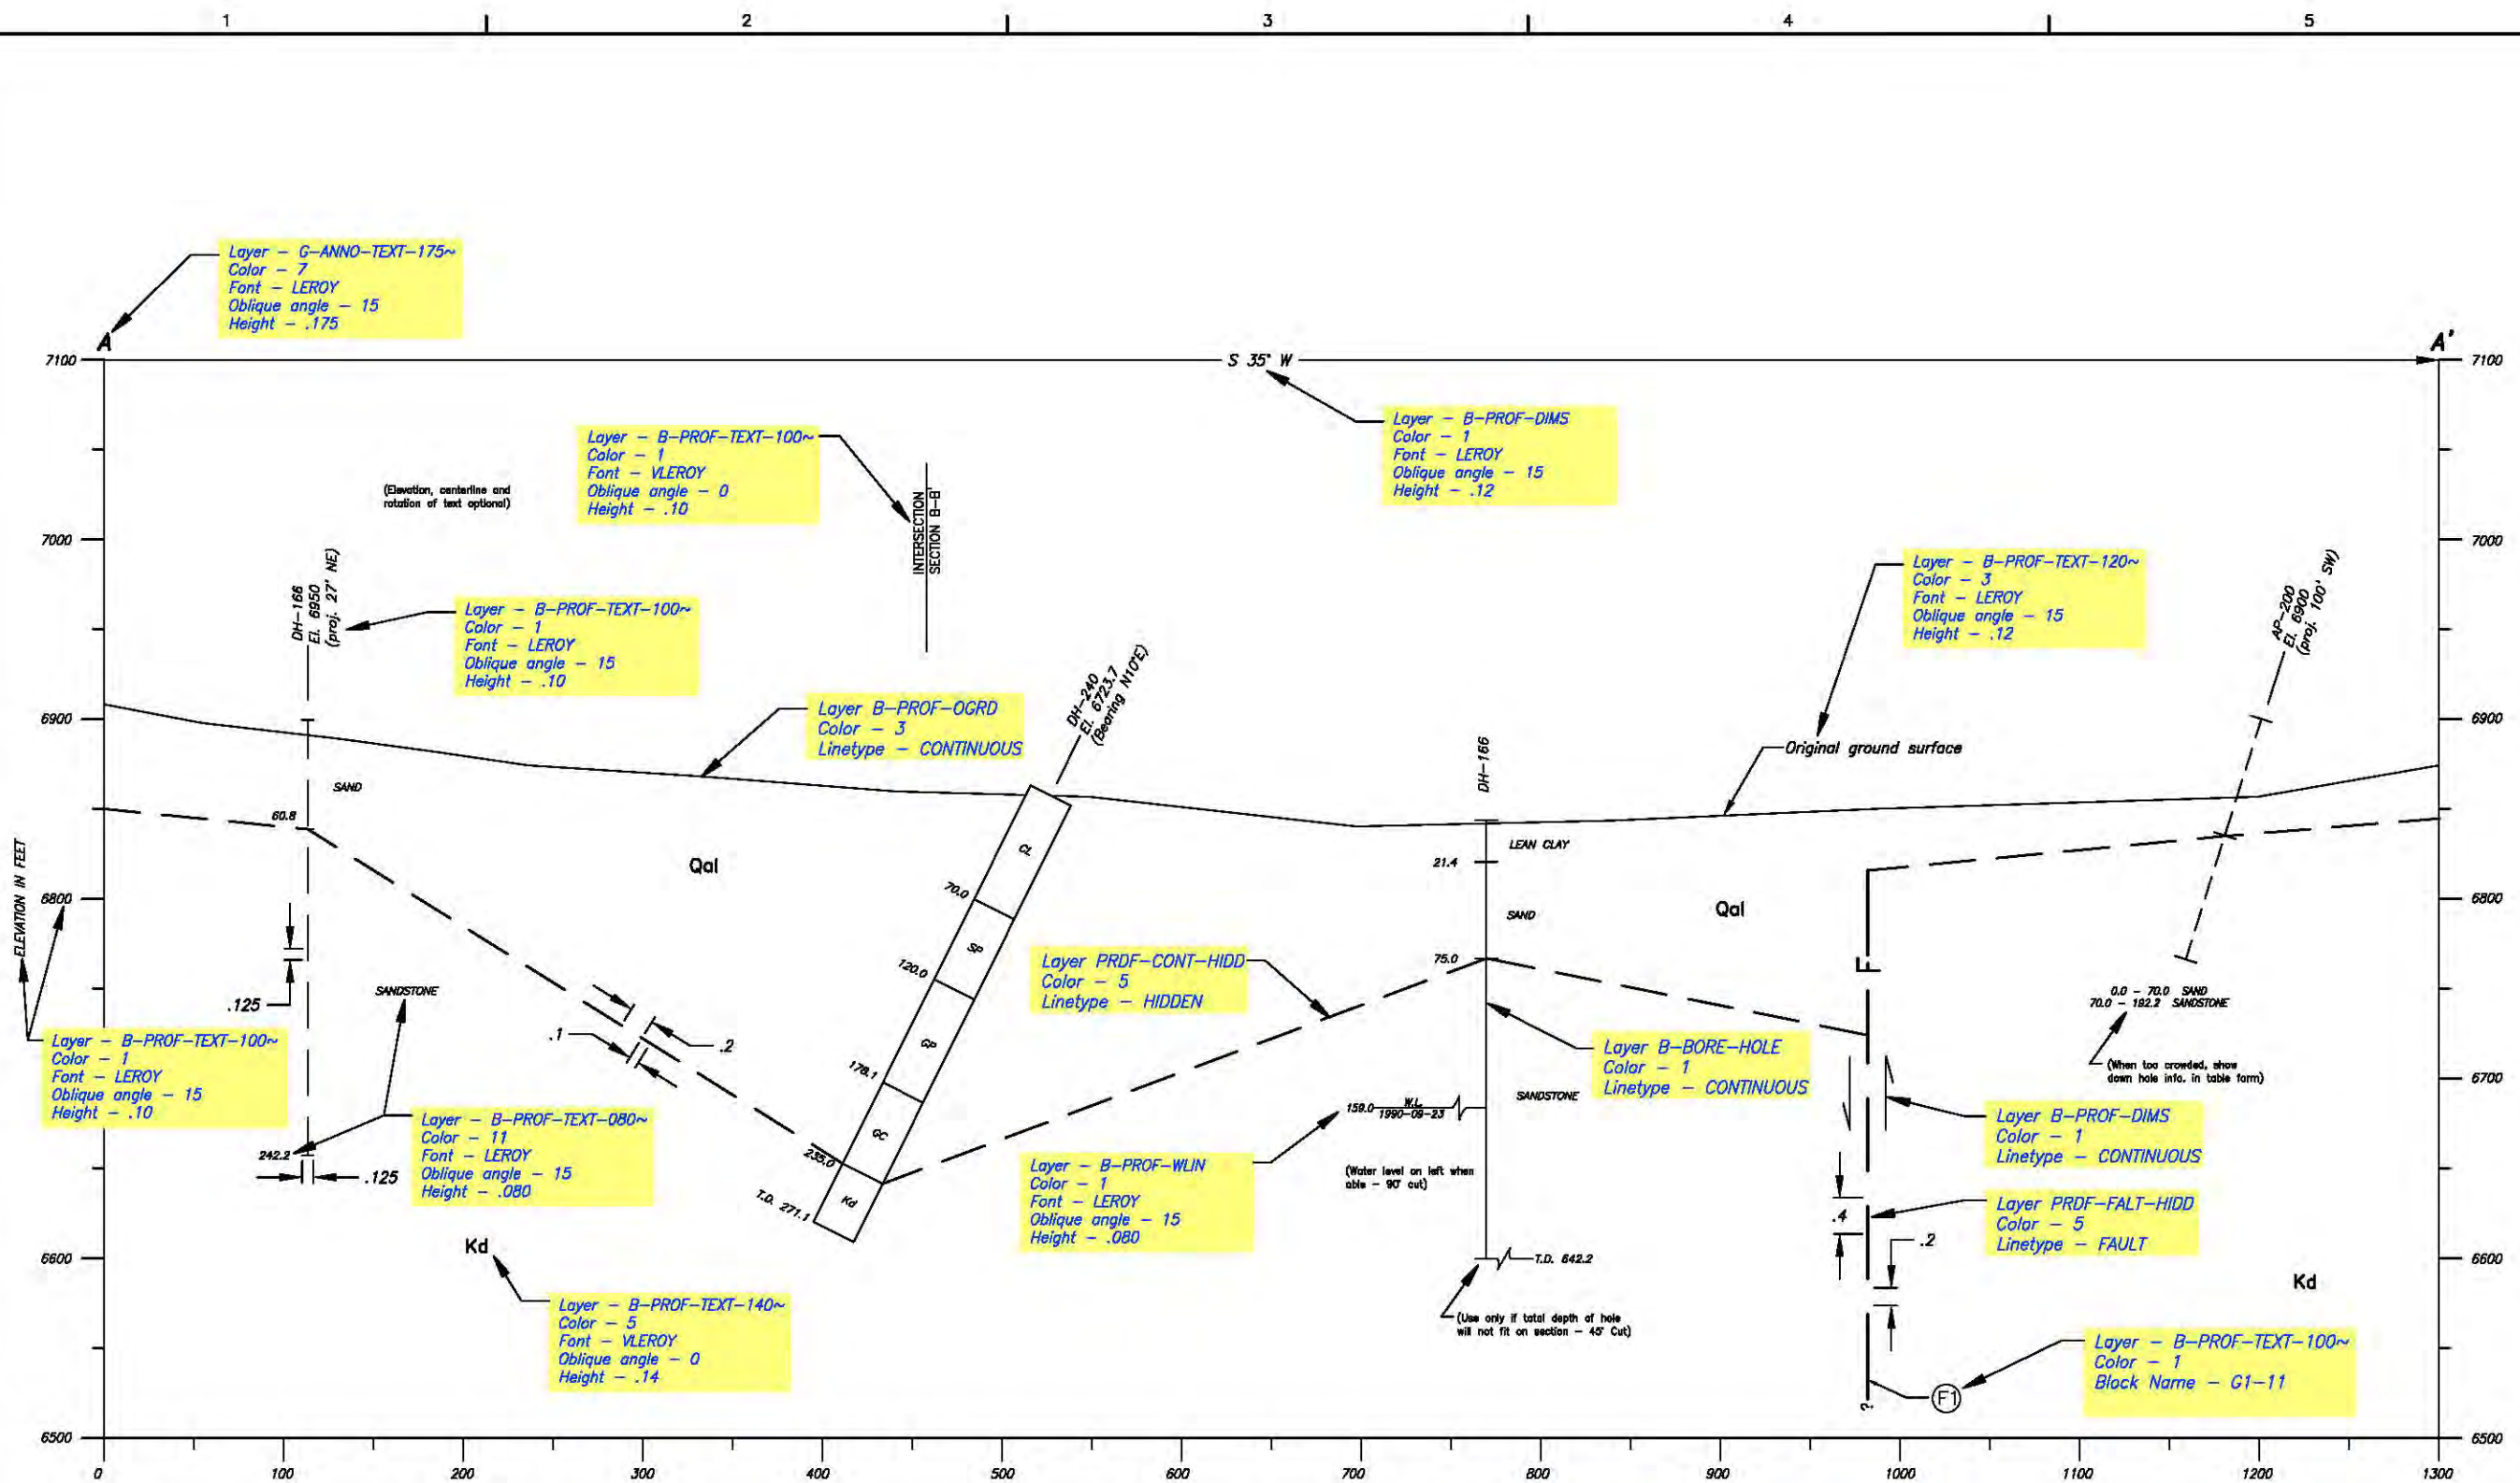 1 2 3 4 5
Layer – G–ANNO–TEXT–175~
Color – 7
Font – LEROY
Oblique angle – 15
Height – .175
A
A'
7100
S 35° W
7100
Layer – B–PROF–DIMS
Color – 1
Font – LEROY
Oblique angle – 15
Height – .12
Layer – B–PROF–TEXT–100~
Color – 1
Font – VLEROY
Oblique angle – 0
Height – .10
(Elevation, centerline and
rotation of text optional)
INTERSECTION
SECTION B–B'
7000
7000
DH–166
El. 6950
(proj. 27' NE)
Layer – B–PROF–TEXT–100~
Color – 1
Font – LEROY
Oblique angle – 15
Height – .10
Layer – B–PROF–TEXT–120~
Color – 3
Font – LEROY
Oblique angle – 15
Height – .12
AP–200
El. 6900
(proj. 100' SW)
DH–240
El. 6723.7
(Bearing N10°E)
6900
6900
Layer B–PROF–OGRD
Color – 3
Linetype – CONTINUOUS
DH–166
Original ground surface
SAND
60.8
Qal
CL
LEAN CLAY
21.4
ELEVATION IN FEET
6800
6800
70.0
SAND
Qal
SP
120.0
Layer PRDF–CONT–HIDD
Color – 5
Linetype – HIDDEN
75.0
SANDSTONE
.125
0.0 – 70.0 SAND
70.0 – 192.2 SANDSTONE
.1
.2
GP
Layer – B–PROF–TEXT–100~
Color – 1
Font – LEROY
Oblique angle – 15
Height – .10
Layer B–BORE–HOLE
Color – 1
Linetype – CONTINUOUS
(When too crowded, show
down hole info. in table form)
178.1
6700
SANDSTONE
159.0
W.L.
1990–09–23
Layer B–PROF–DIMS
Color – 1
Linetype – CONTINUOUS
Layer – B–PROF–TEXT–080~
Color – 11
Font – LEROY
Oblique angle – 15
Height – .080
GC
242.2
.125
235.0
Layer – B–PROF–WLIN
Color – 1
Font – LEROY
Oblique angle – 15
Height – .080
(Water level on left when
able – 90° cut)
T.D. 271.1
Kd
Layer PRDF–FALT–HIDD
Color – 5
Linetype – FAULT
.4
.2
Kd
6600
6600
T.D. 642.2
Kd
Layer – B–PROF–TEXT–140~
Color – 5
Font – VLEROY
Oblique angle – 0
Height – .14
(Use only if total depth of hole
will not fit on section – 45° Cut)
Layer – B–PROF–TEXT–100~
Color – 1
Block Name – G1–11
F1
?
6500
6500
0 100 200 300 400 500 600 700 800 900 1000 1100 1200 1300